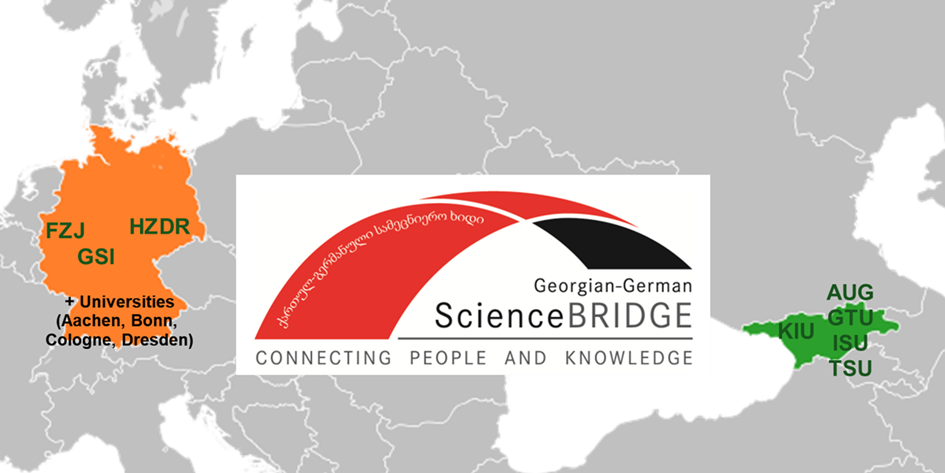 FZJ
HZDR
GSI
+ Universities
(Aachen, Bonn,
Cologne, Dresden)
ქართულ-გერმანული სამეცნიერო ხიდი
Georgian-German
ScienceBRIDGE
CONNECTING PEOPLE AND KNOWLEDGE
AUG
GTU
KIU
ISU
TSU